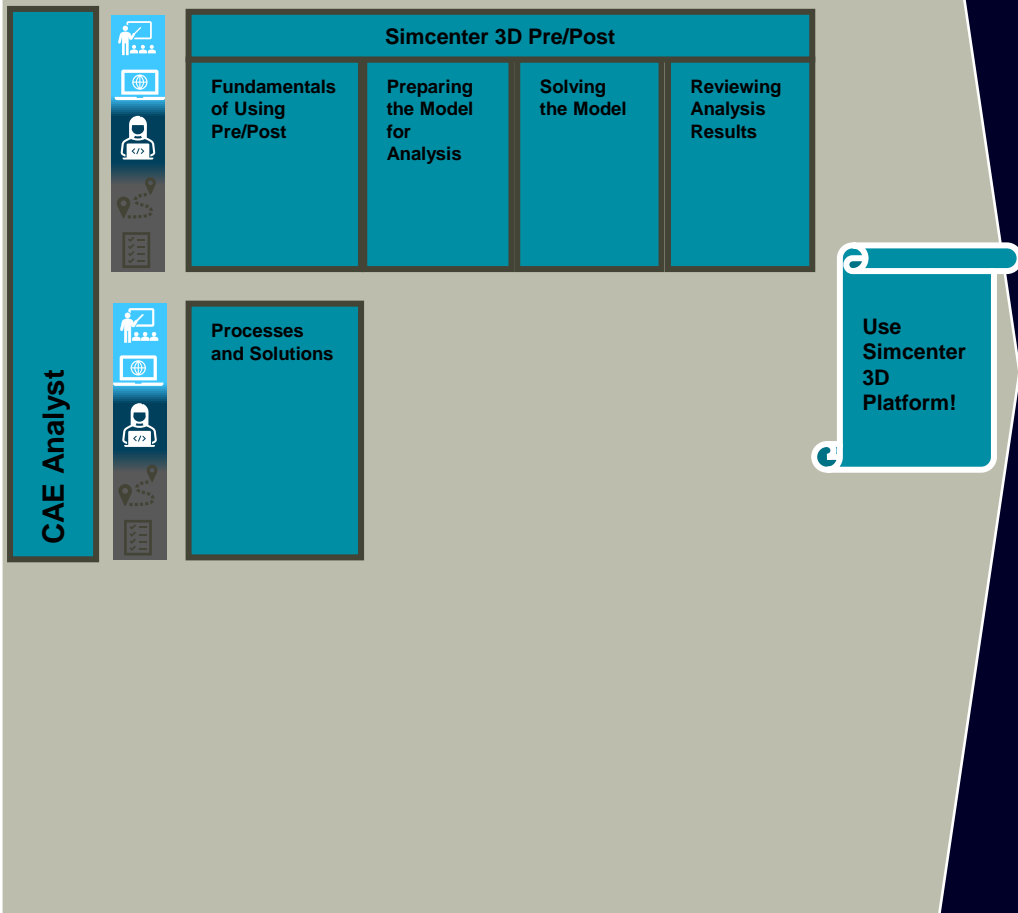 CAE Analyst
Simcenter 3D Pre/Post
Fundamentals
of Using
Pre/Post
Preparing
the Model
for
Analysis
Solving
the Model
Reviewing
Analysis
Results
Processes
and Solutions
Use
Simcenter
3D
Platform!